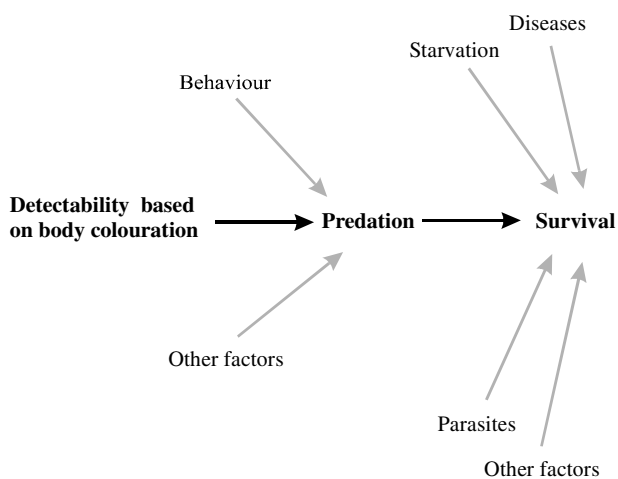 Diseases
Starvation
Behaviour
Detectability based
on body colouration
Predation
Survival
Other factors
Parasites
Other factors